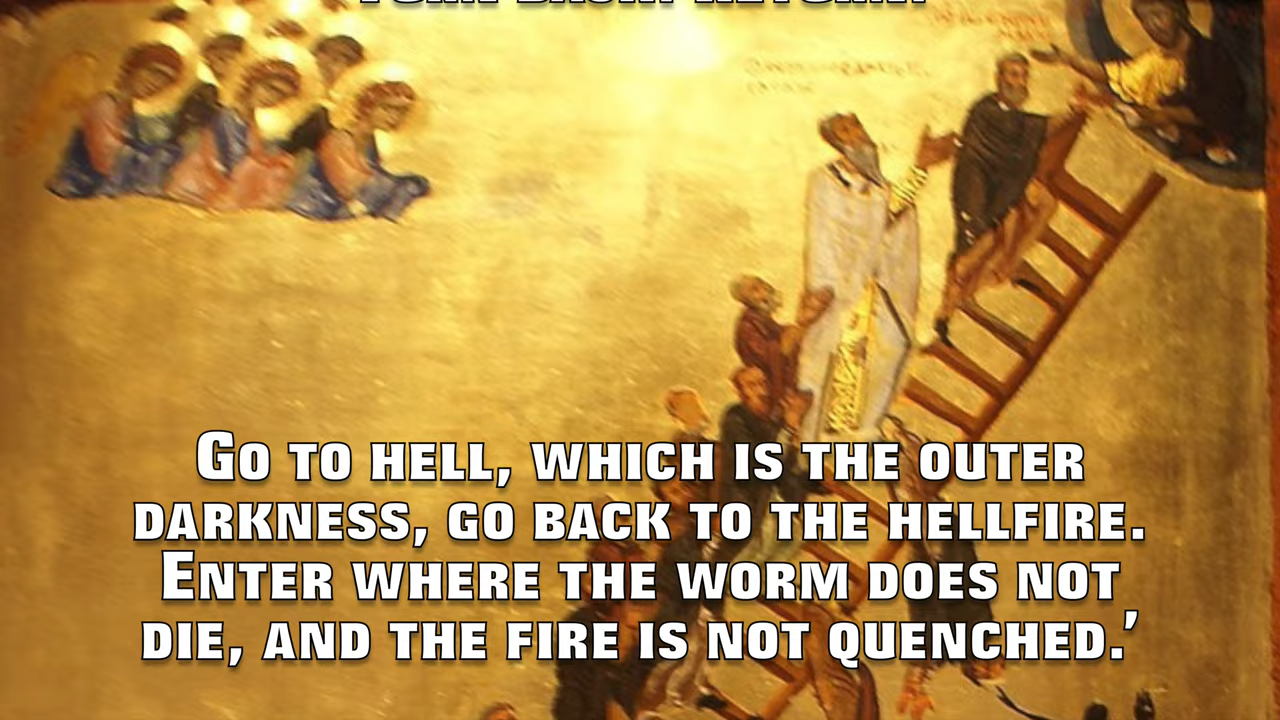 Go to hell, which is the outer
darkness, go back to the hellfire.
Enter where the worm does not
die, and the fire is not quenched.’